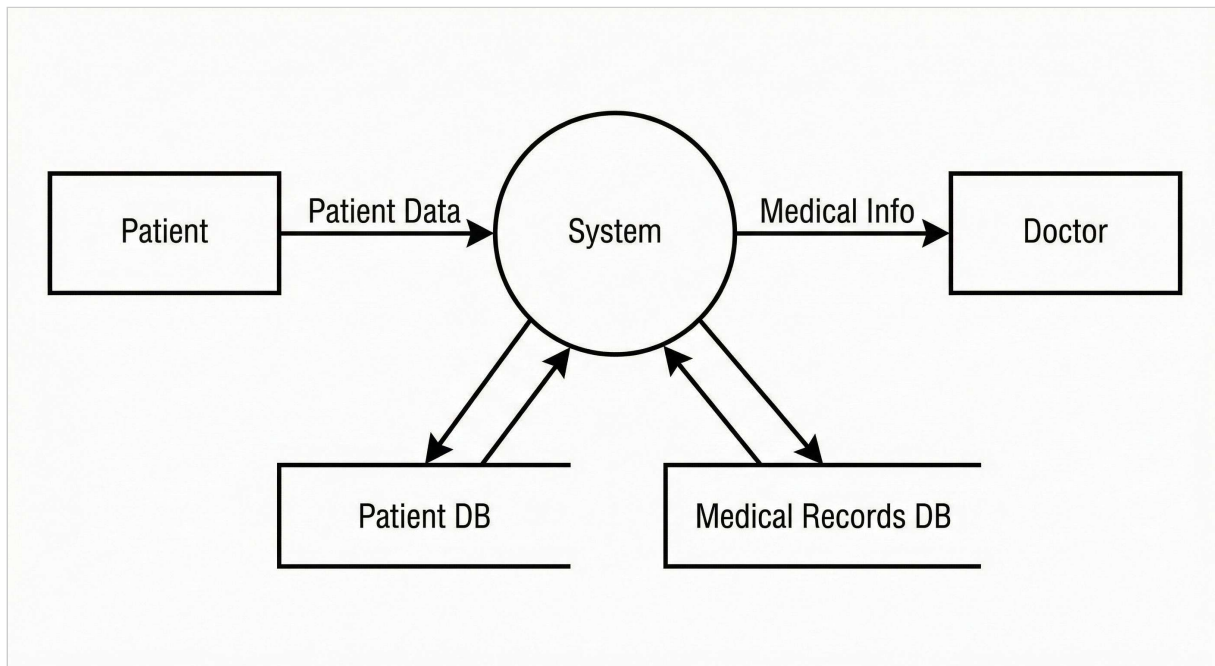 Patient
Patient Data
System
Medical Info
Doctor
Patient DB
Medical Records DB